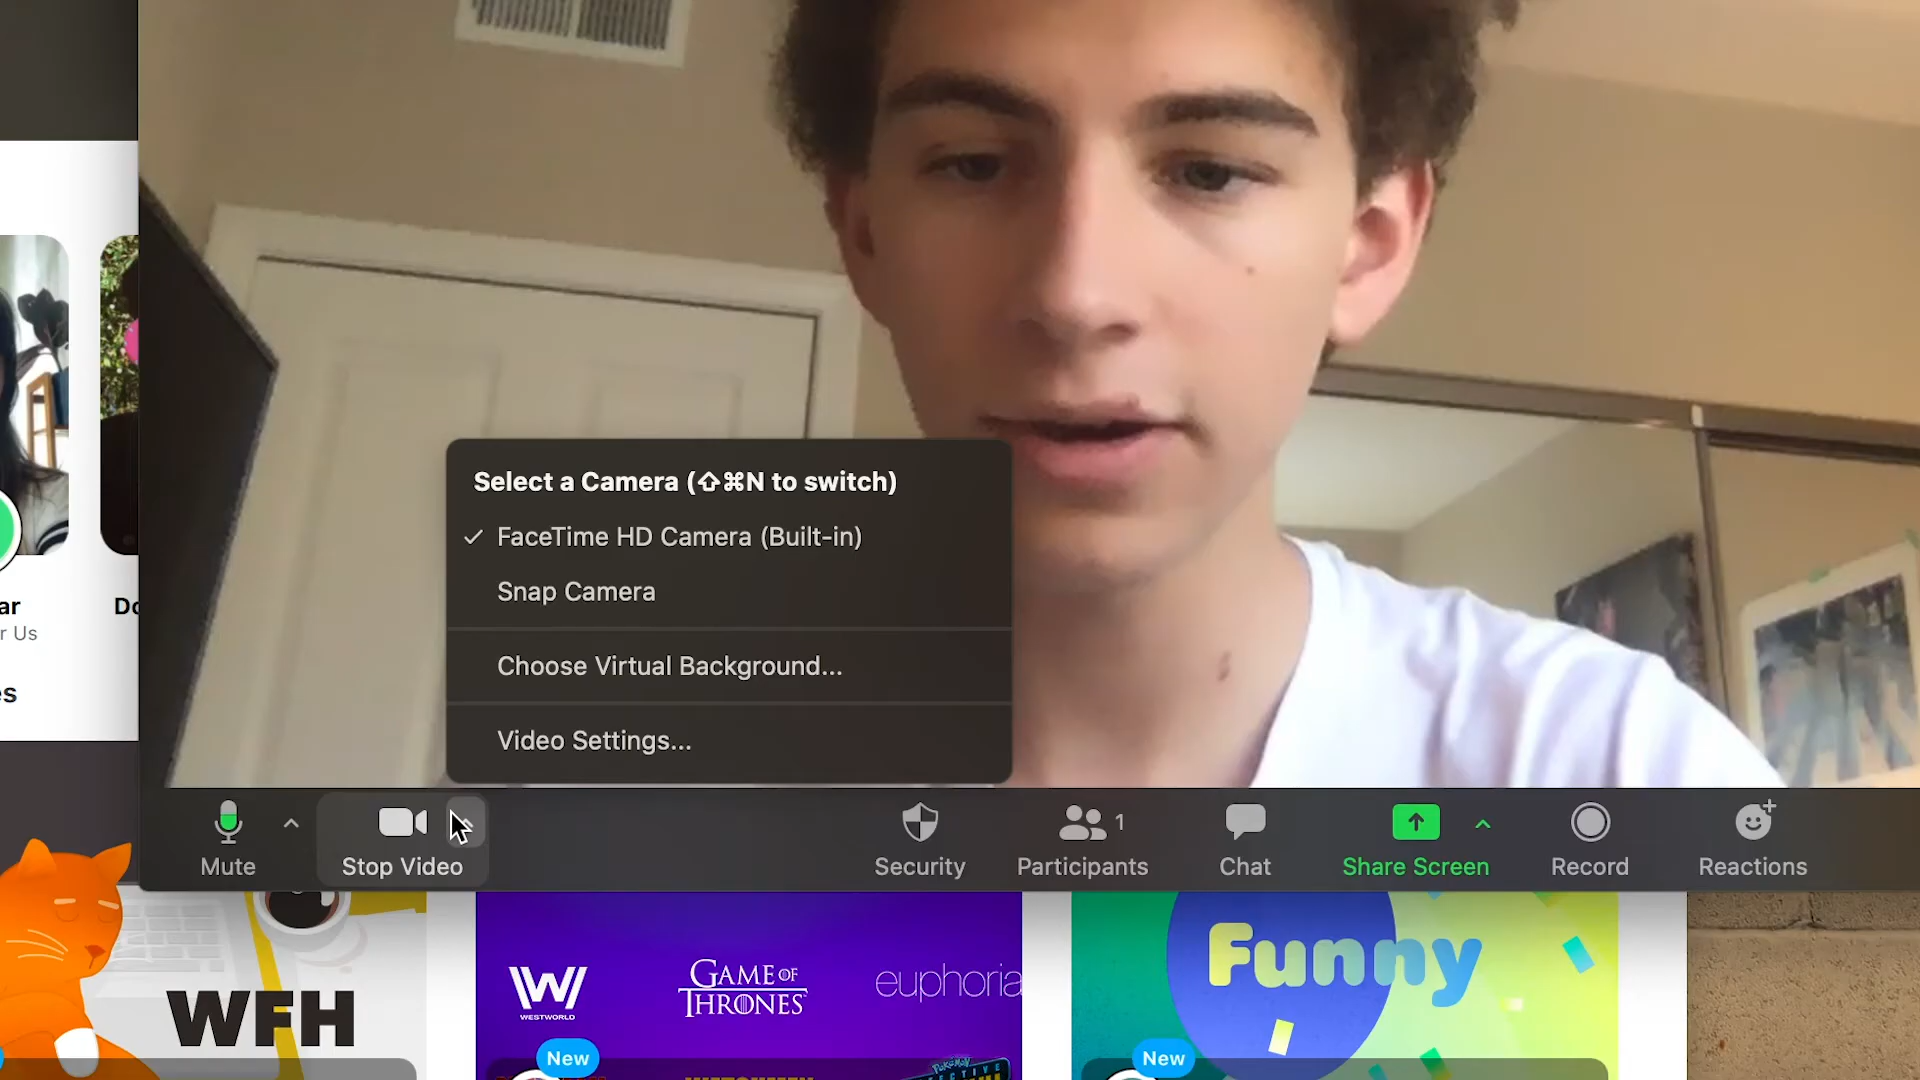 Select a Camera (⇧⌘N to switch)
✓ FaceTime HD Camera (Built-in)
Snap Camera
Choose Virtual Background...
Video Settings...
ar
Do
r Us
es
Mute
Stop Video
Security
Participants
1
Chat
Share Screen
Record
Reactions
WFH
W
WESTWORLD
GAME OF
THRONES
euphoria
New
POKéMON
Funny
New